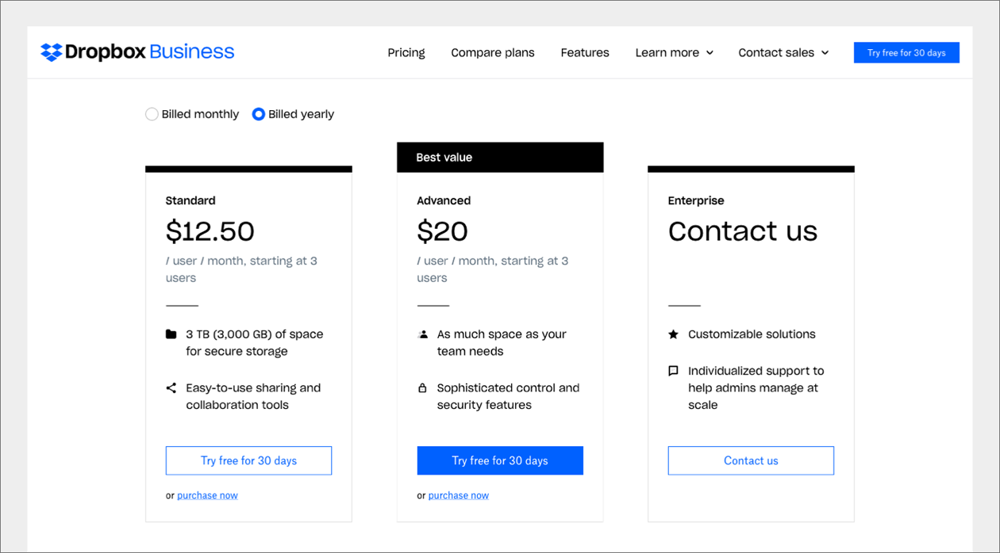 Dropbox Business
Pricing
Compare plans
Features
Learn more
Contact sales
Try free for 30 days
Billed monthly
Billed yearly
Standard
$12.50
/ user / month, starting at 3
users
3 TB (3,000 GB) of space
for secure storage
Easy-to-use sharing and
collaboration tools
Try free for 30 days
or purchase now
Best value
Advanced
$20
/ user / month, starting at 3
users
As much space as your
team needs
Sophisticated control and
security features
Try free for 30 days
or purchase now
Enterprise
Contact us
Customizable solutions
Individualized support to
help admins manage at
scale
Contact us